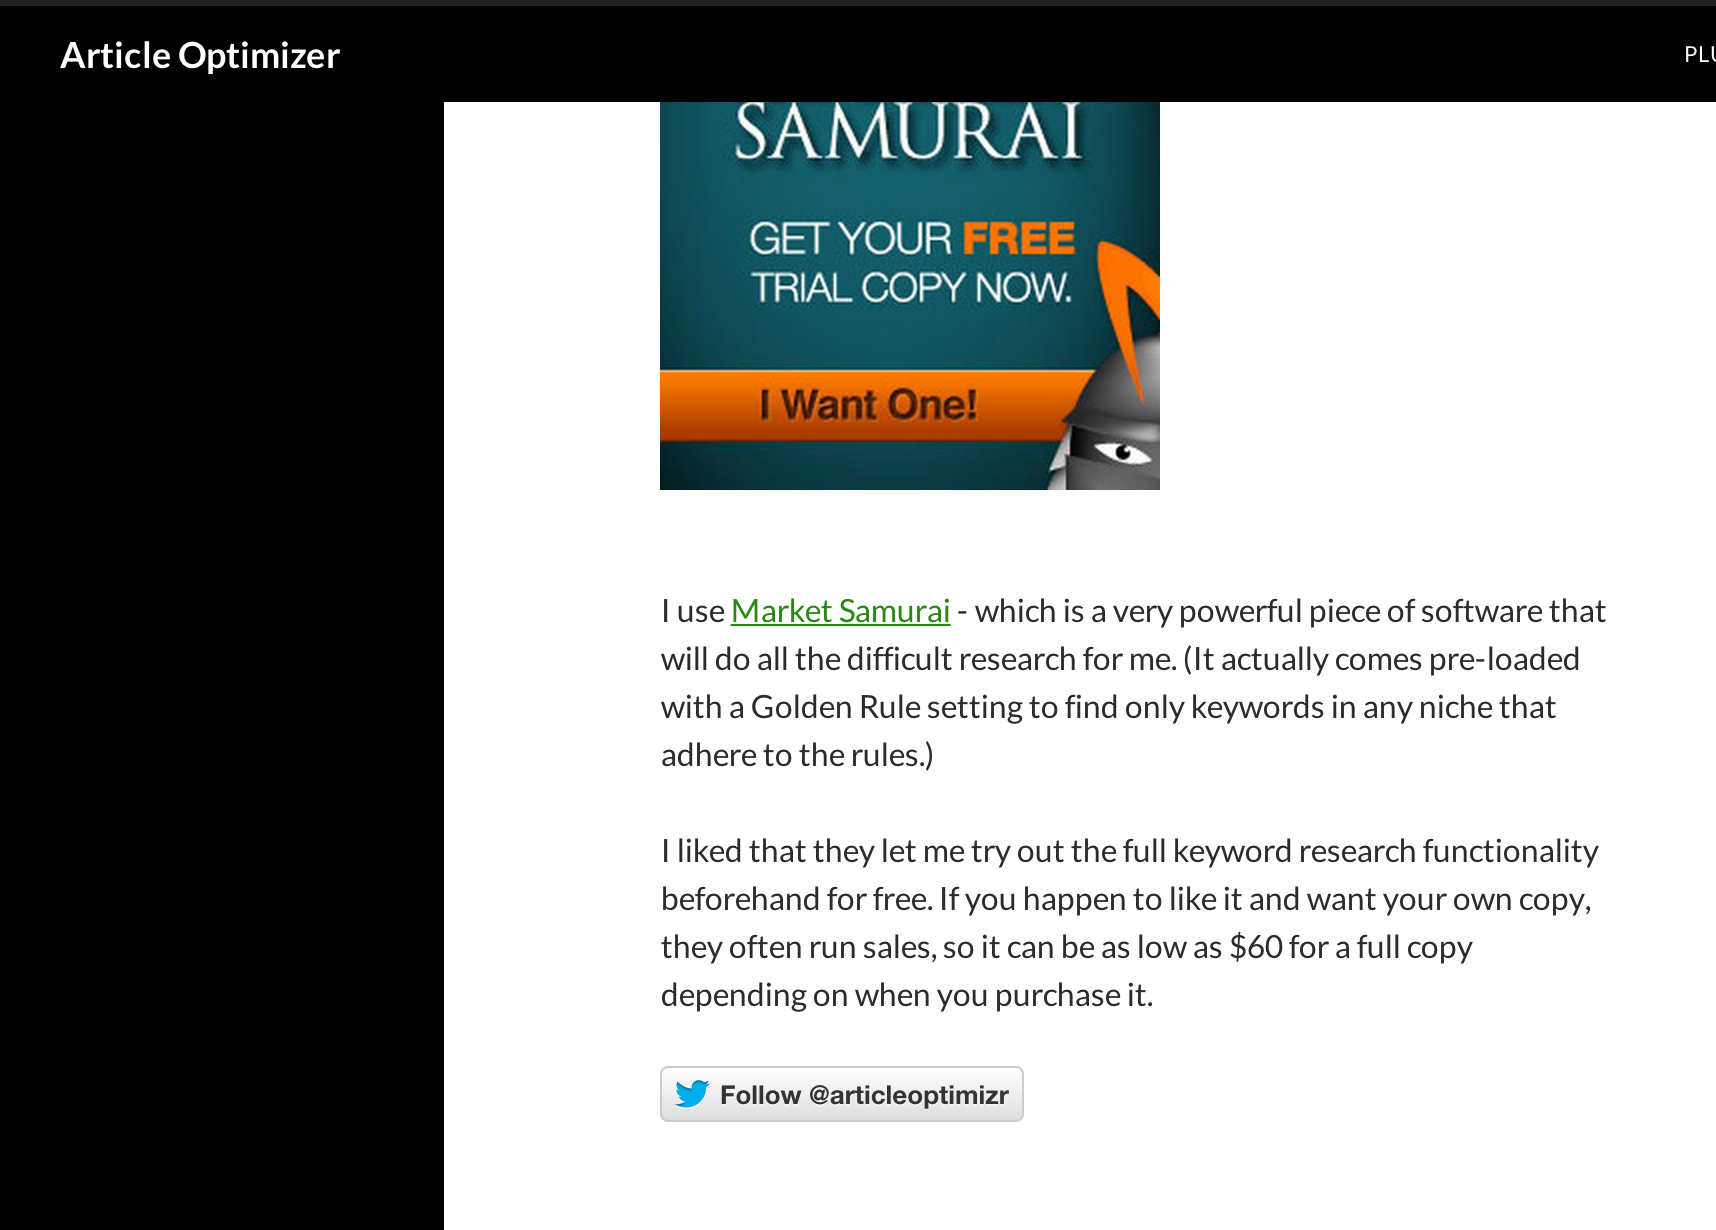 Article Optimizer
SAMURAI
GET YOUR FREE
TRIAL COPY NOW.
I Want One!
I use Market Samurai - which is a very powerful piece of software that
will do all the difficult research for me. (It actually comes pre-loaded
with a Golden Rule setting to find only keywords in any niche that
adhere to the rules.)
I liked that they let me try out the full keyword research functionality
beforehand for free. If you happen to like it and want your own copy,
they often run sales, so it can be as low as $60 for a full copy
depending on when you purchase it.
Follow @articleoptimizr